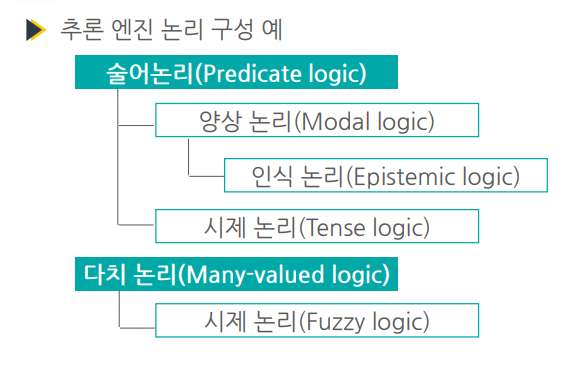 추론 엔진 논리 구성 예
술어논리(Predicate logic)
양상 논리(Modal logic)
인식 논리(Epistemic logic)
시제 논리(Tense logic)
다치 논리(Many-valued logic)
시제 논리(Fuzzy logic)